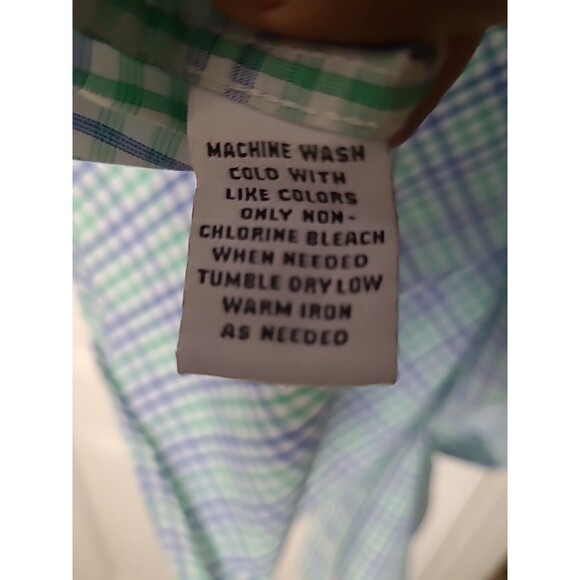 MACHINE WASH
COLD WITH
LIKE COLORS
ONLY NON-
CHLORINE BLEACH
WHEN NEEDED
TUMBLE DRY LOW
WARM IRON
AS NEEDED